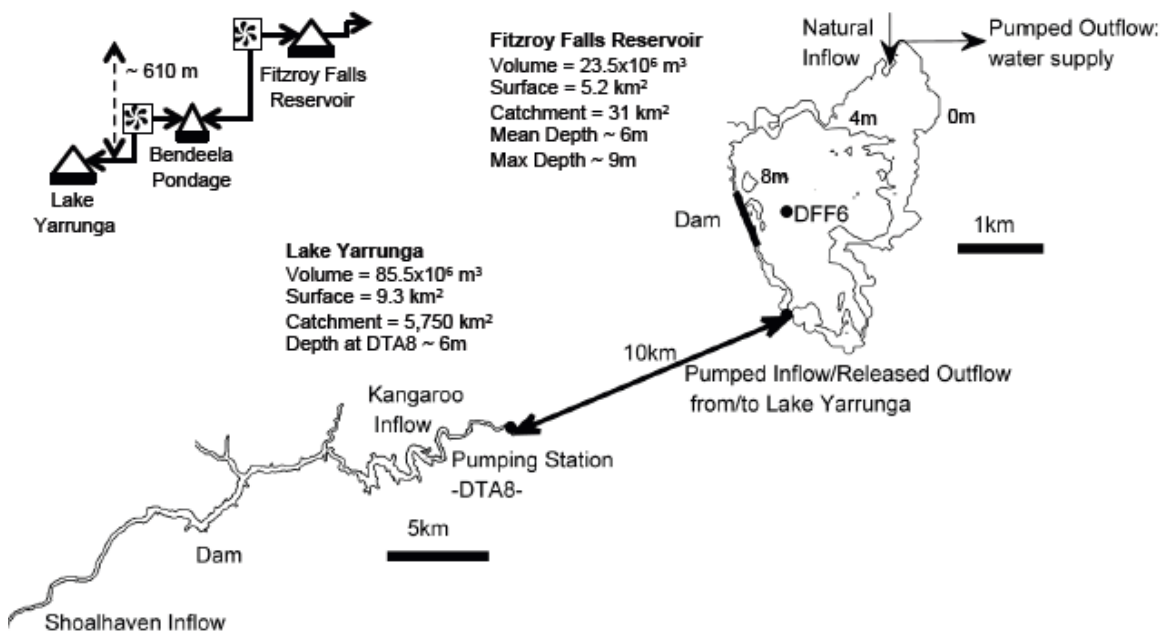 ~ 610 m
Fitzroy Falls
Reservoir
Bendeela
Pondage
Lake
Yarrunga
Fitzroy Falls Reservoir
Volume = 23.5x10⁶ m³
Surface = 5.2 km²
Catchment = 31 km²
Mean Depth ~ 6m
Max Depth ~ 9m
Natural
Inflow
Pumped Outflow:
water supply
4m
0m
8m
DFF6
Dam
1km
Lake Yarrunga
Volume = 85.5x10⁶ m³
Surface = 9.3 km²
Catchment = 5,750 km²
Depth at DTA8 ~ 6m
10km
Pumped Inflow/Released Outflow
from/to Lake Yarrunga
Kangaroo
Inflow
Pumping Station
-DTA8-
5km
Dam
Shoalhaven Inflow